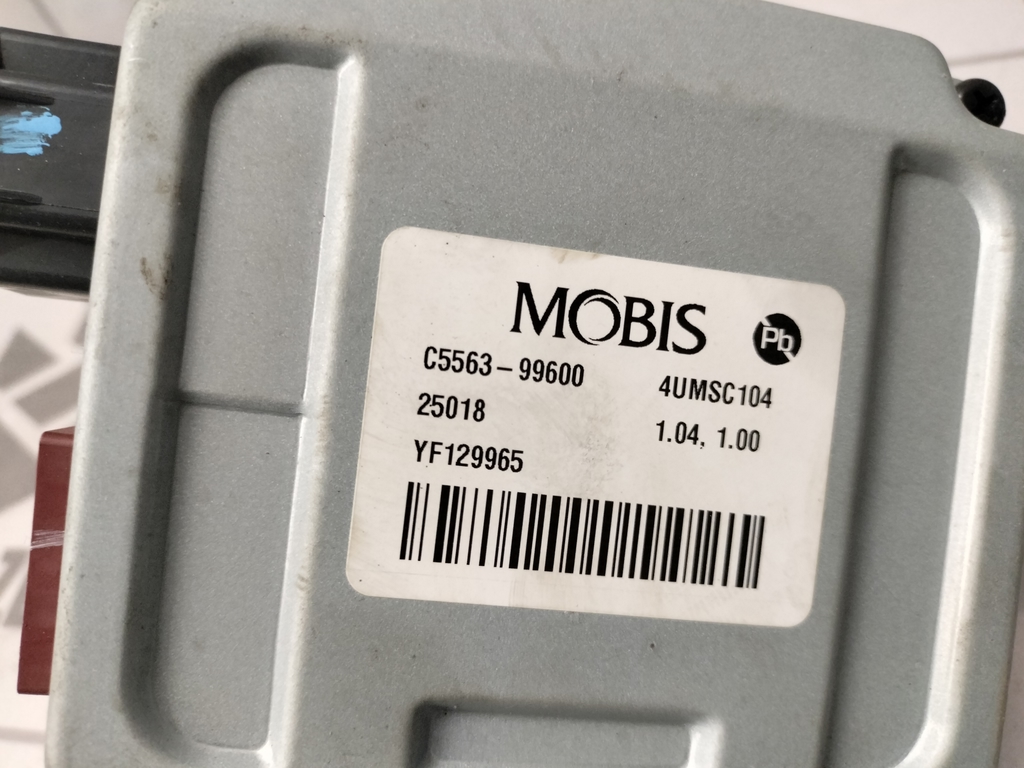 MOBIS
Pb
C5563-99600 4UMSC104
25018 1.04, 1.00
YF129965